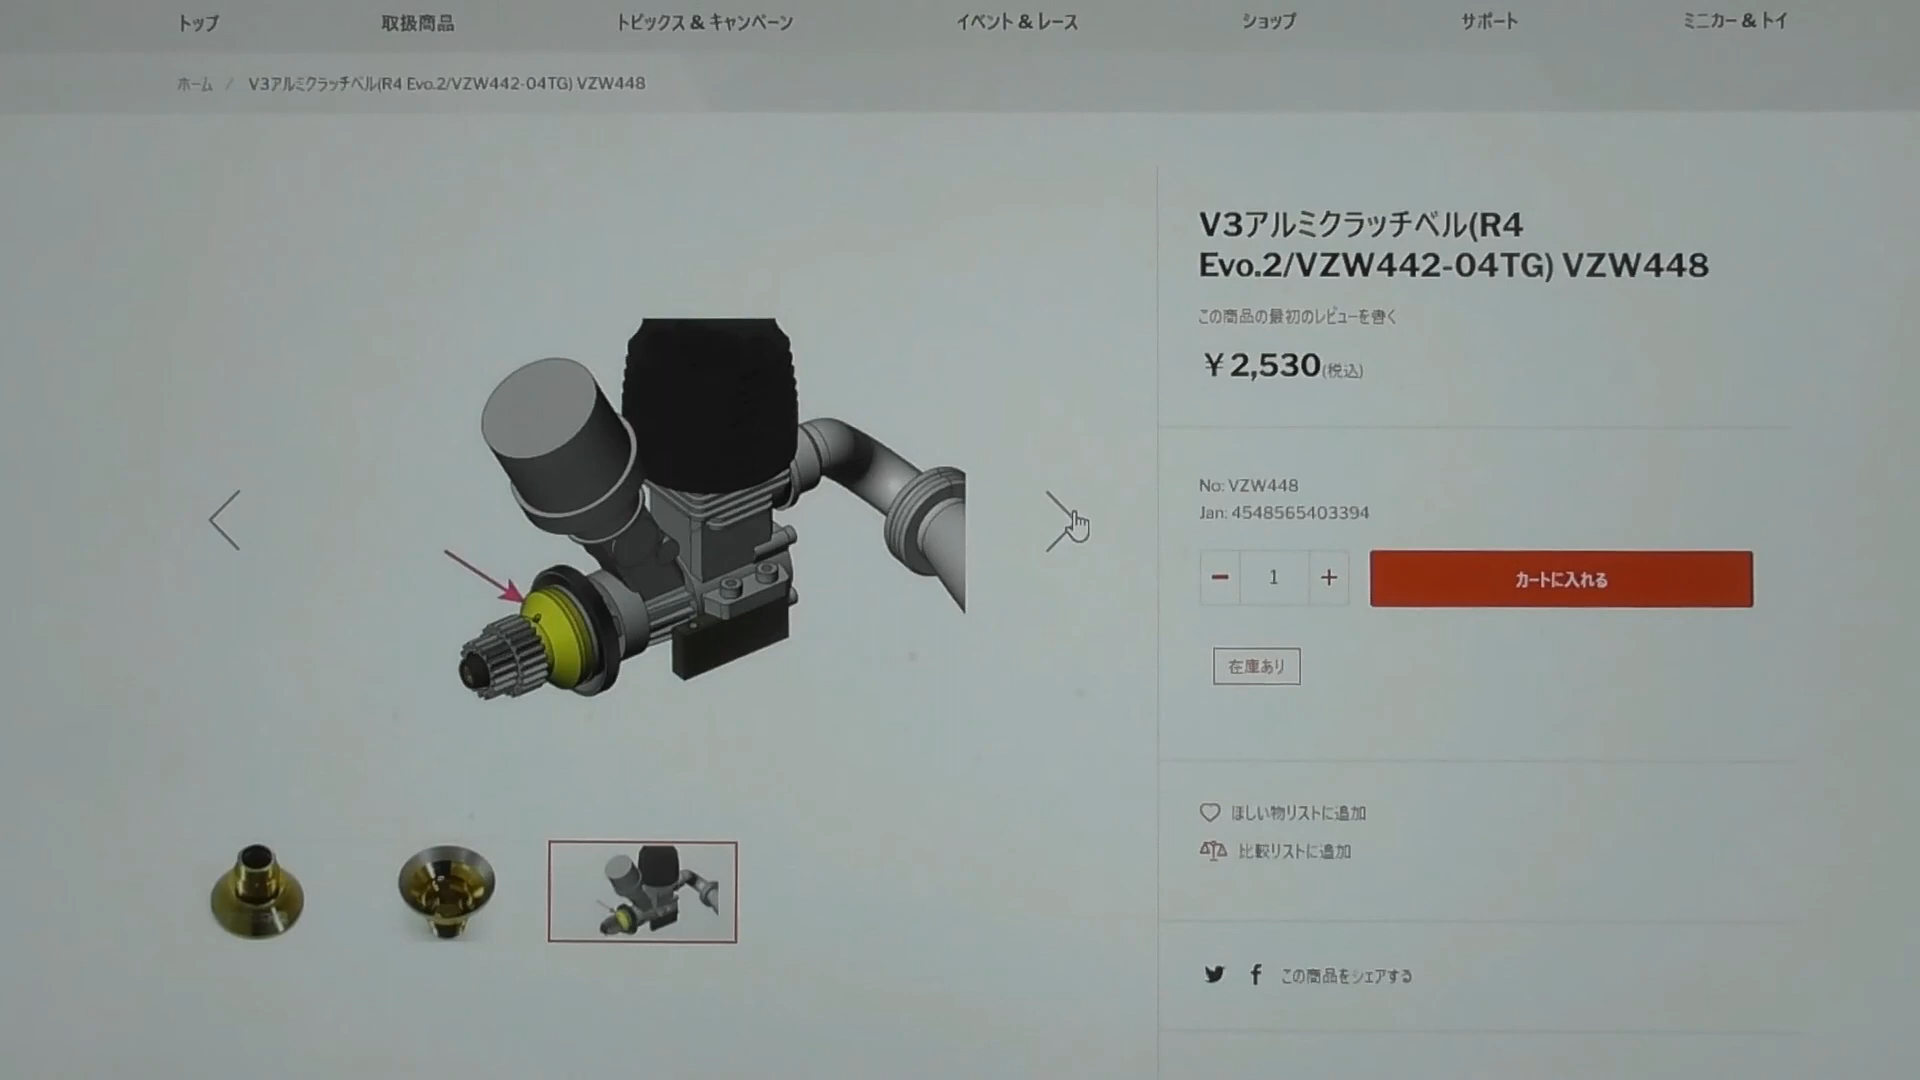 トップ
取扱商品
トピックス & キャンペーン
イベント & レース
ショップ
サポート
ミニカー & トイ
ホーム / V3アルミクラッチベル(R4 Evo.2/VZW442-04TG) VZW448
V3アルミクラッチベル(R4
Evo.2/VZW442-04TG) VZW448
この商品の最初のレビューを書く
￥2,530(税込)
No: VZW448
Jan: 4548565403394
− 1 +
カートに入れる
在庫あり
ほしい物リストに追加
比較リストに追加
この商品をシェアする